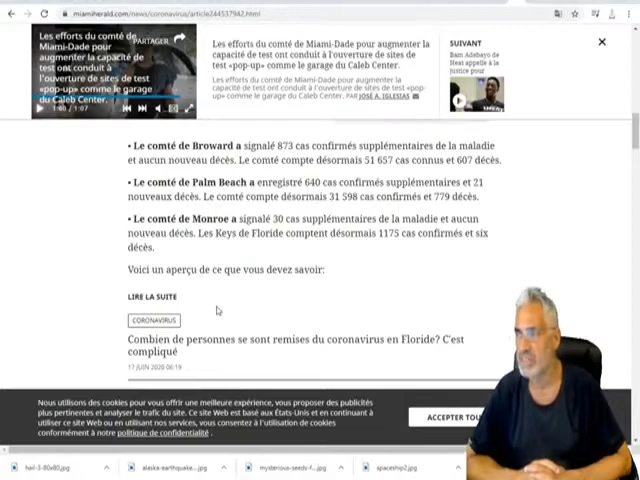 miamiherald.com/news/coronavirus/article244537942.html
Les efforts du comté de
Miami-Dade pour
augmenter la capacité de
test ont conduit à
l'ouverture de sites de test
«pop-up» comme le garage
du Caleb Center.
PARTAGER
1:00 / 1:07
Les efforts du comté de Miami-Dade pour augmenter la
capacité de test ont conduit à l'ouverture de sites de
test «pop-up» comme le garage du Caleb Center.
Les efforts du comté de Miami-Dade pour augmenter la
capacité de test ont conduit à l'ouverture de sites de test «pop-
up» comme le garage du Caleb Center. PAR JOSÉ A. IGLESIAS
SUIVANT
Bam Adebayo de
Heat appelle à la
justice pour
• Le comté de Broward a signalé 873 cas confirmés supplémentaires de la maladie
et aucun nouveau décès. Le comté compte désormais 51 657 cas connus et 607 décès.
• Le comté de Palm Beach a enregistré 640 cas confirmés supplémentaires et 21
nouveaux décès. Le comté compte désormais 31 598 cas confirmés et 779 décès.
• Le comté de Monroe a signalé 30 cas supplémentaires de la maladie et aucun
nouveau décès. Les Keys de Floride comptent désormais 1175 cas confirmés et six
décès.
Voici un aperçu de ce que vous devez savoir:
LIRE LA SUITE
CORONAVIRUS
Combien de personnes se sont remises du coronavirus en Floride? C'est
compliqué
17 JUIN 2020 06:19
Nous utilisons des cookies pour vous offrir une meilleure expérience, vous proposer des publicités
plus pertinentes et analyser le trafic du site. Ce site Web est basé aux États-Unis et en continuant à
utiliser ce site Web ou en utilisant nos services, vous consentez à l'utilisation de cookies
conformément à notre politique de confidentialité .
ACCEPTER TOU
hail-3-80x80.jpg
alaska-earthquake....jpg
mysterious-seeds-f....jpg
spaceship2.jpg